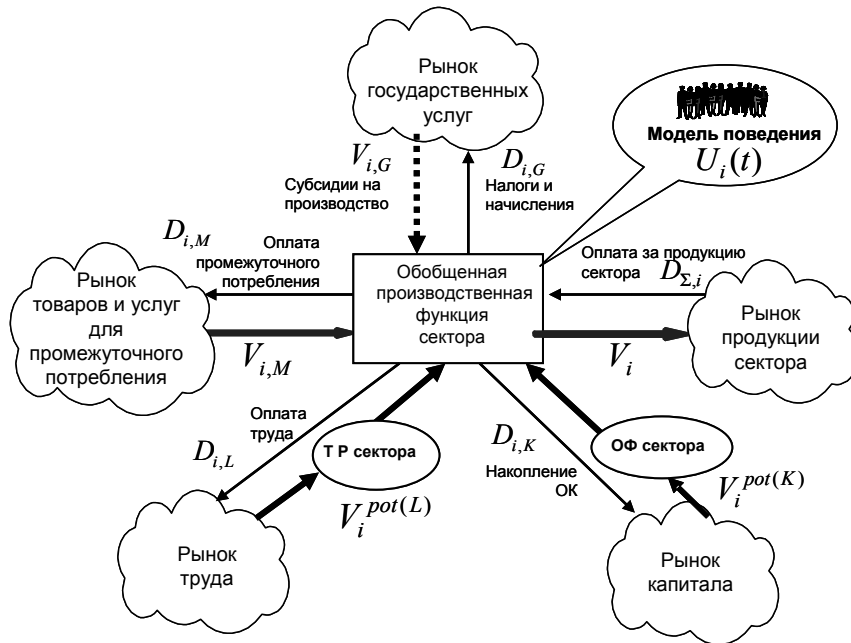 Рынок
государственных
услуг
Модель поведения
U_i(t)
V_{i,G}
Субсидии на
производство
D_{i,G}
Налоги и
начисления
D_{i,M}
Оплата
промежуточного
потребления
Оплата за продукцию
сектора
D_{Σ,i}
Рынок
товаров и услуг
для
промежуточного
потребления
Обобщенная
производственная
функция
сектора
Рынок
продукции
сектора
V_{i,M}
V_i
Оплата
труда
D_{i,L}
Т Р сектора
V_i^{pot(L)}
D_{i,K}
Накопление
ОК
ОФ сектора
V_i^{pot(K)}
Рынок
труда
Рынок
капитала